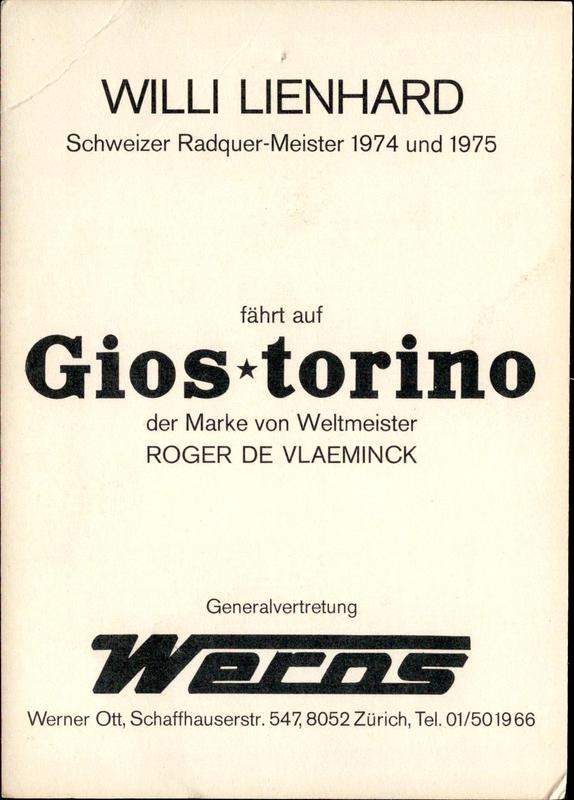 WILLI LIENHARD
Schweizer Radquer-Meister 1974 und 1975
fährt auf
Gios★torino
der Marke von Weltmeister
ROGER DE VLAEMINCK
Generalvertretung
Weros
Werner Ott, Schaffhauserstr. 547, 8052 Zürich, Tel. 01/501966